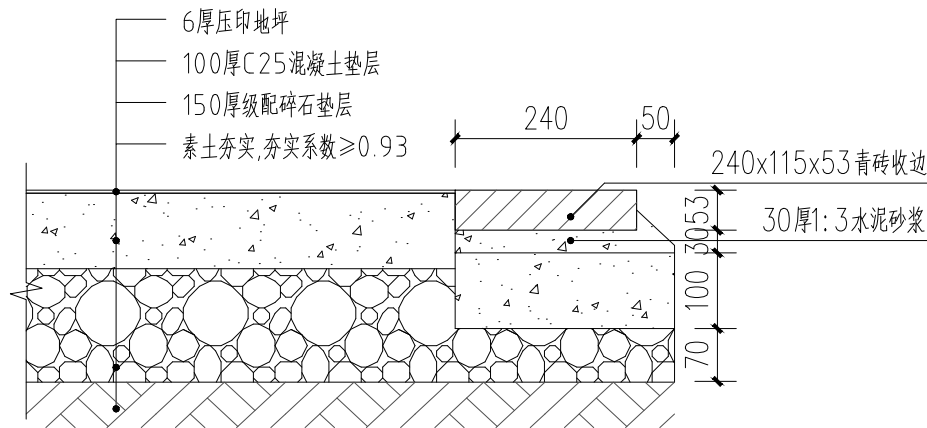 6厚压印地坪
100厚C25混凝土垫层
150厚级配碎石垫层
素土夯实,夯实系数≥0.93
240
50
240x115x53青砖收边
30厚1:3水泥砂浆
53
30
100
70